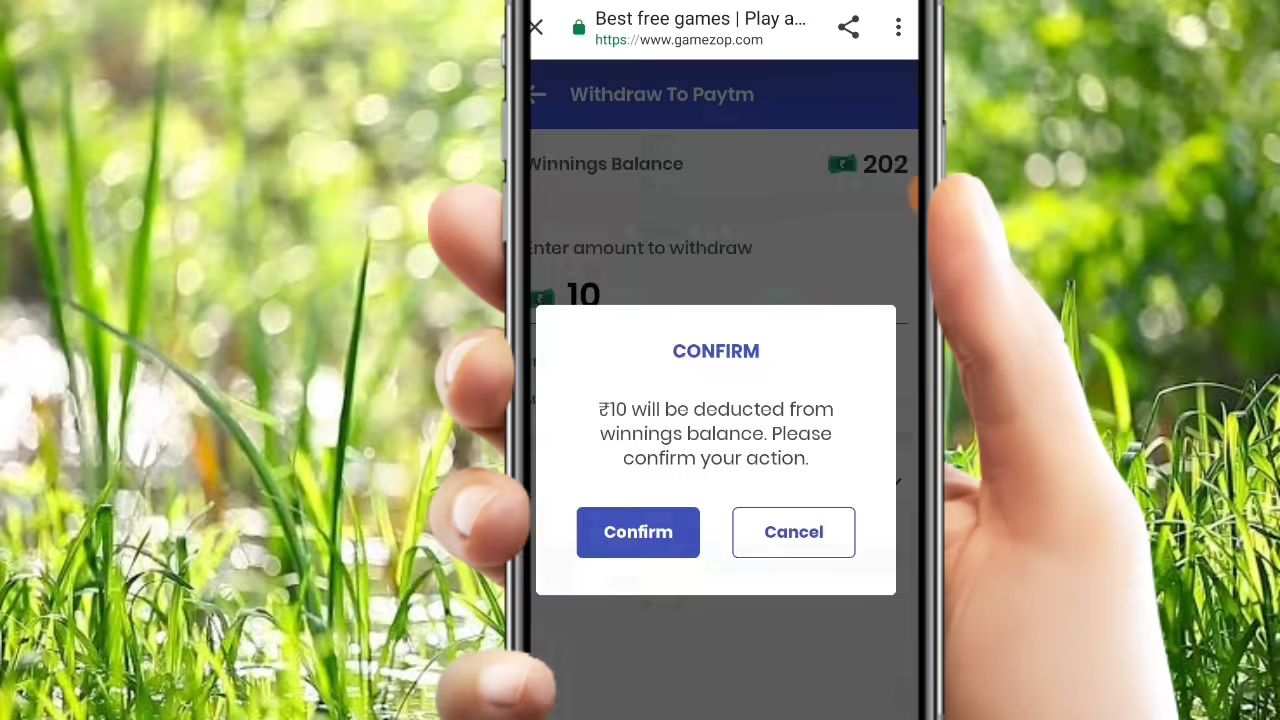 Best free games | Play a...
https://www.gamezop.com
Withdraw To Paytm
Winnings Balance
202
Enter amount to withdraw
10
CONFIRM
₹10 will be deducted from
winnings balance. Please
confirm your action.
Confirm
Cancel